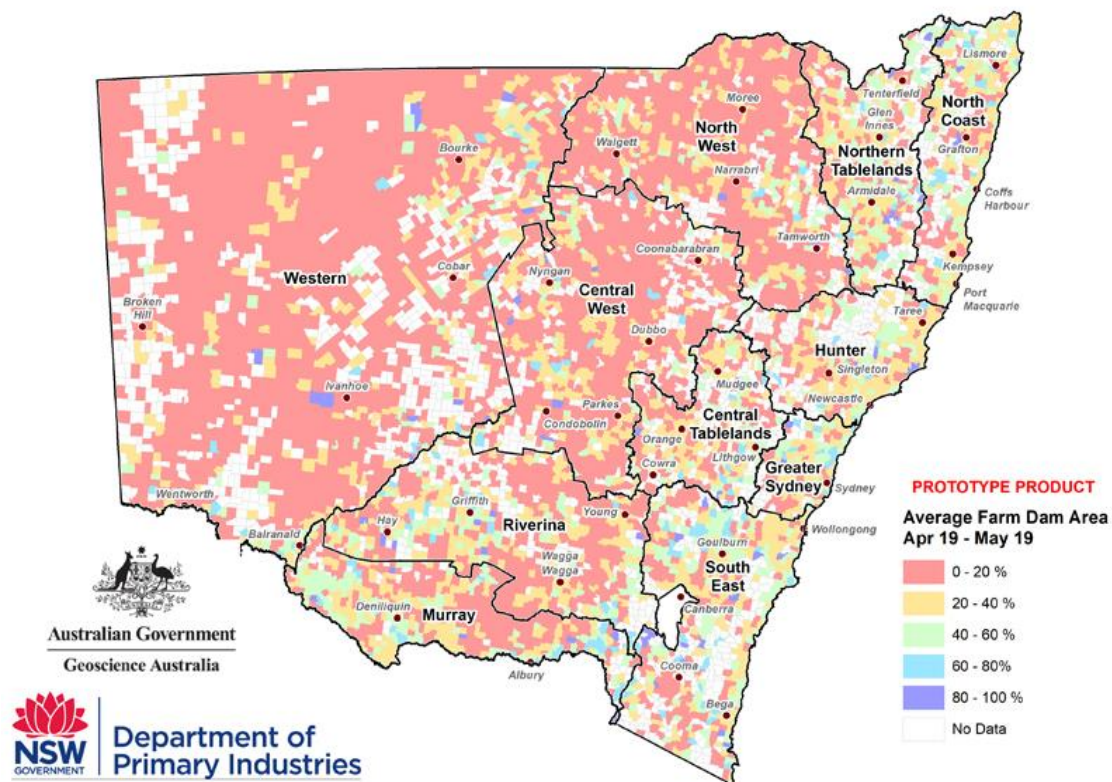 Lismore
Moree
Tenterfield
North
Coast
Glen
Innes
North
West
Bourke
Walgett
Grafton
Northern
Tablelands
Narrabri
Armidale
Coffs
Harbour
Tamworth
Coonabarabran
Kempsey
Western
Cobar
Nyngan
Central
West
Port
Macquarie
Broken
Hill
Taree
Dubbo
Hunter
Singleton
Ivanhoe
Mudgee
Newcastle
Parkes
Condobolin
Central
Tablelands
Orange
Lithgow
Greater
Sydney
Cowra
Sydney
Wentworth
Griffith
Young
Hay
Riverina
Wollongong
Balranald
Goulburn
South
East
Wagga
Wagga
Canberra
Deniliquin
Murray
Albury
Cooma
Bega
PROTOTYPE PRODUCT
Average Farm Dam Area
Apr 19 - May 19
0 - 20 %
20 - 40 %
40 - 60 %
60 - 80%
80 - 100 %
No Data
Australian Government
Geoscience Australia
NSW
GOVERNMENT
Department of
Primary Industries